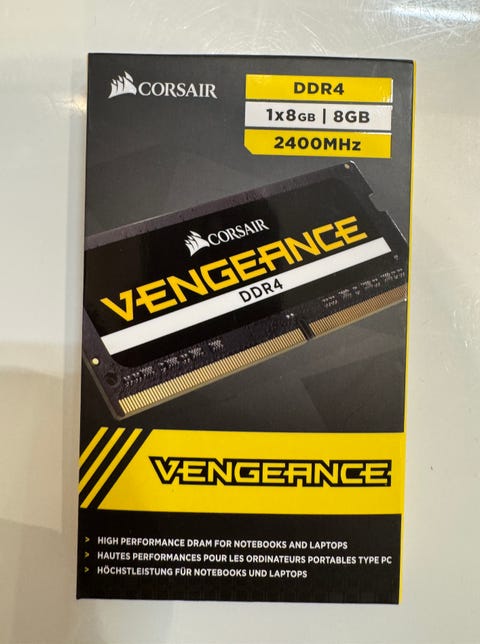 CORSAIR
DDR4
1x8GB | 8GB
2400MHz
CORSAIR
VENGEANCE
DDR4
VENGEANCE
> HIGH PERFORMANCE DRAM FOR NOTEBOOKS AND LAPTOPS
> HAUTES PERFORMANCES POUR LES ORDINATEURS PORTABLES TYPE PC
> HÖCHSTLEISTUNG FÜR NOTEBOOKS UND LAPTOPS